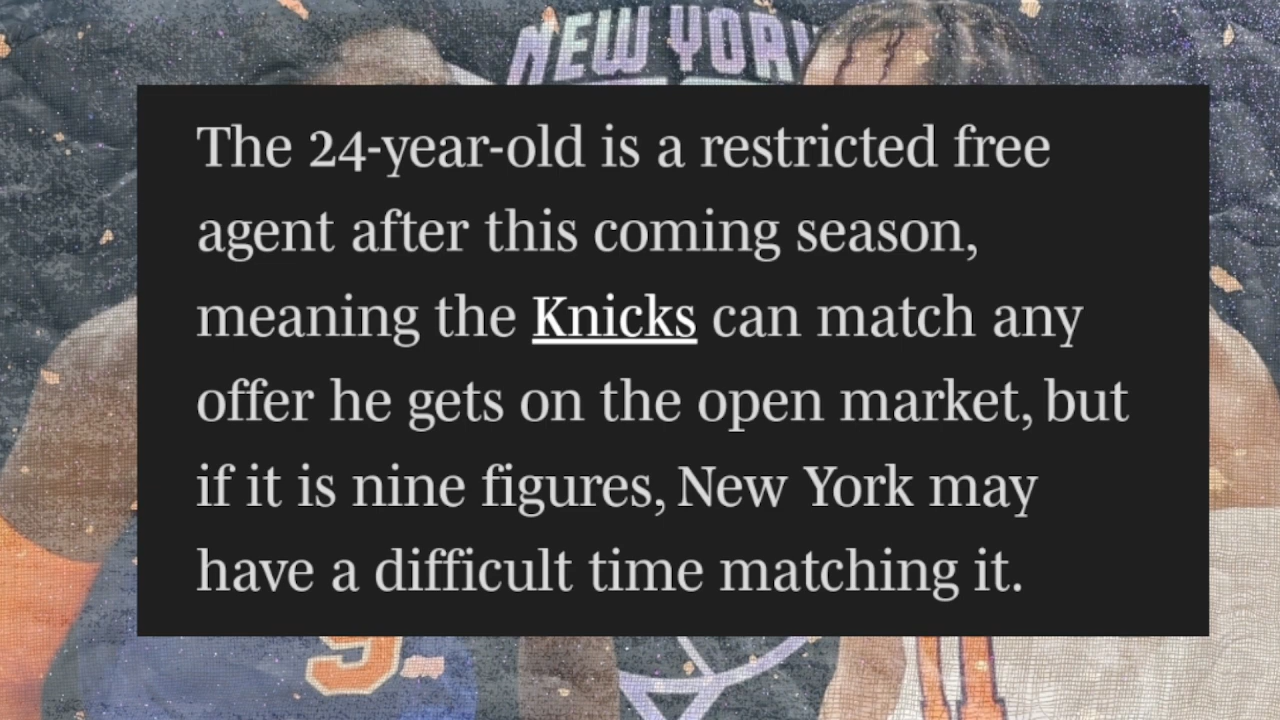 NEW YORK
The 24-year-old is a restricted free
agent after this coming season,
meaning the Knicks can match any
offer he gets on the open market, but
if it is nine figures, New York may
have a difficult time matching it.
9